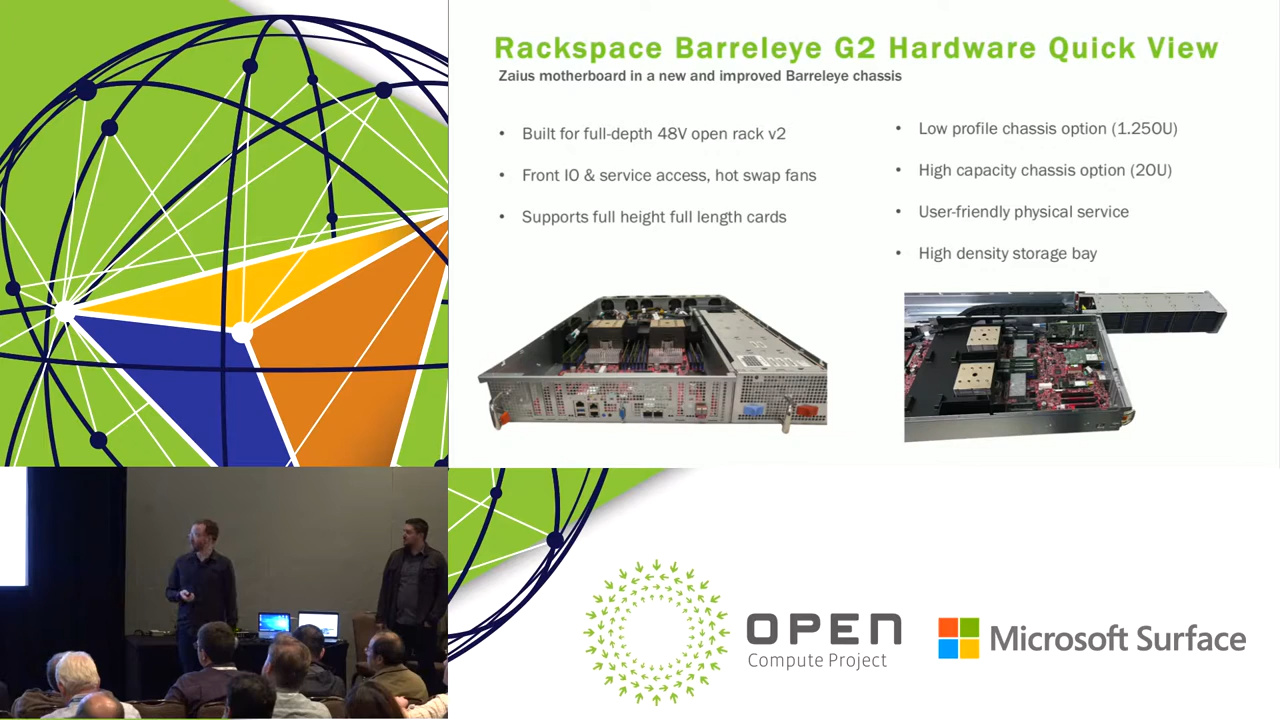 Rackspace Barreleye G2 Hardware Quick View
Zaius motherboard in a new and improved Barreleye chassis
• Built for full-depth 48V open rack v2
• Front IO & service access, hot swap fans
• Supports full height full length cards
• Low profile chassis option (1.25OU)
• High capacity chassis option (2OU)
• User-friendly physical service
• High density storage bay
OPEN
Compute Project
Microsoft Surface